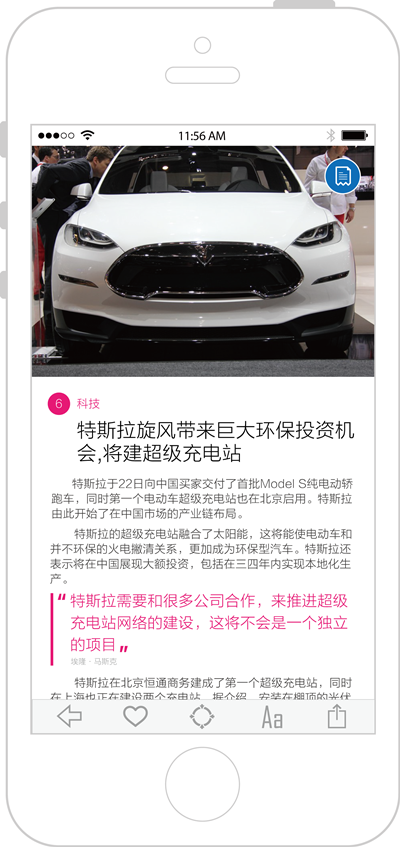 11:56 AM
6 科技
特斯拉旋风带来巨大环保投资机
会,将建超级充电站
特斯拉于22日向中国买家交付了首批Model S纯电动轿
跑车，同时第一个电动车超级充电站也在北京启用。特斯拉
由此开始了在中国市场的产业链布局。
特斯拉的超级充电站融合了太阳能，这将能使电动车和
并不环保的火电撇清关系，更加成为环保型汽车。特斯拉还
表示将在中国展现大额投资，包括在三四年内实现本地化生
产。
“特斯拉需要和很多公司合作，来推进超级
充电站网络的建设，这将不会是一个独立
的项目”
埃隆·马斯克
特斯拉在北京恒通商务建成了第一个超级充电站，同时
在上海也正在建设两个充电站。据介绍，安装在棚顶的光伏
Aa